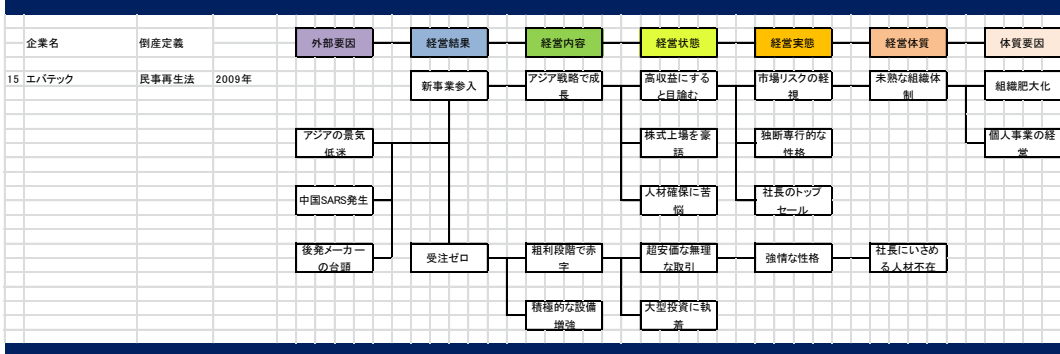 企業名 倒産定義 外部要因 経営結果 経営内容 経営状態 経営実態 経営体質 体質要因
15 エバテック 民事再生法 2009年
新事業参入
アジア戦略で成
長
高収益にする
と目論む
市場リスクの軽
視
未熟な組織体
制
組織肥大化
アジアの景気
低迷
株式上場を豪
語
独断専行的な
性格
個人事業の経
営
中国SARS発生
人材確保に苦
悩
社長のトップ
セール
後発メーカー
の台頭
受注ゼロ
粗利段階で赤
字
超安価な無理
な取引
強情な性格
社長にいさめ
る人材不在
積極的な設備
増強
大型投資に執
着